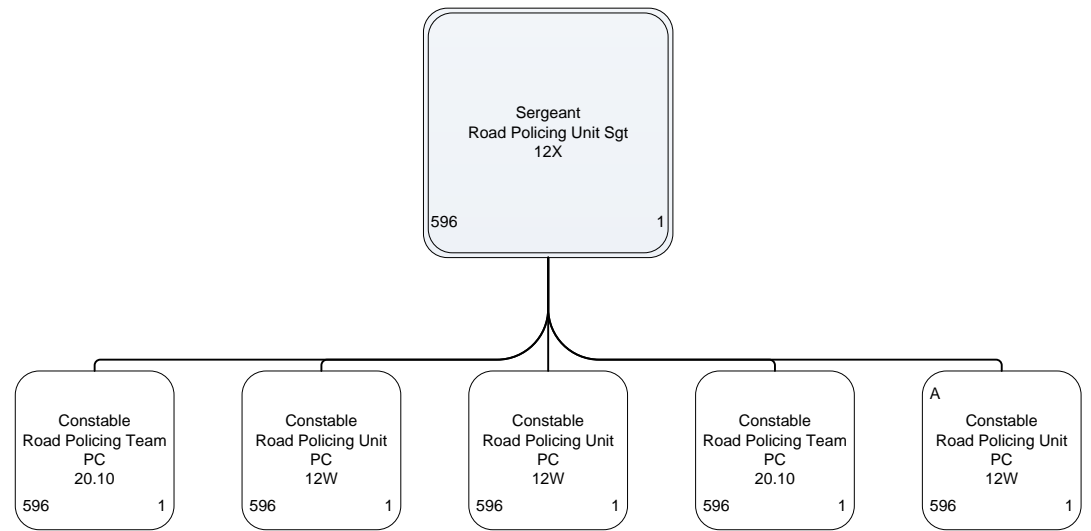 Sergeant
Road Policing Unit Sgt
12X
596 1
Constable
Road Policing Team
PC
20.10
596 1
Constable
Road Policing Unit
PC
12W
596 1
Constable
Road Policing Unit
PC
12W
596 1
Constable
Road Policing Team
PC
20.10
596 1
A
Constable
Road Policing Unit
PC
12W
596 1